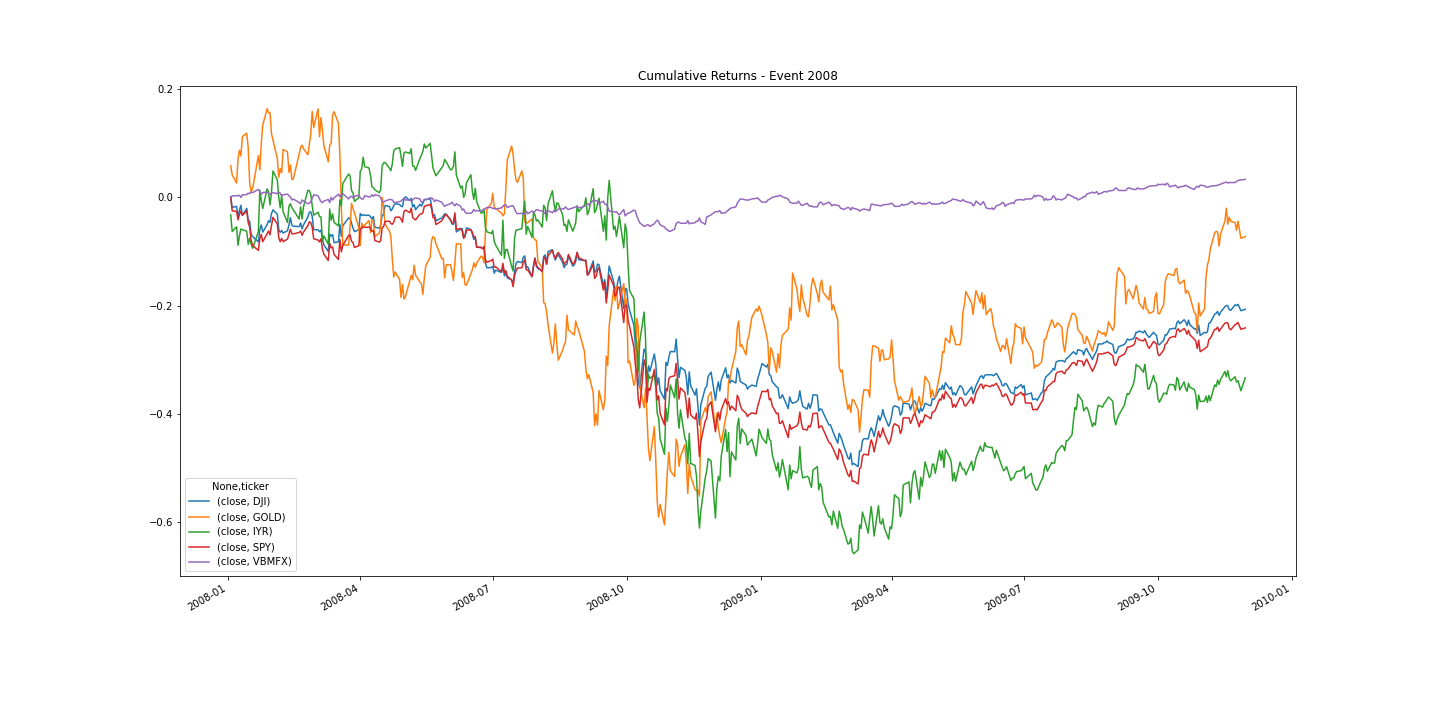 Cumulative Returns - Event 2008
0.2
0.0
−0.2
−0.4
−0.6
None,ticker
(close, DJI)
(close, GOLD)
(close, IYR)
(close, SPY)
(close, VBMFX)
2008-01
2008-04
2008-07
2008-10
2009-01
2009-04
2009-07
2009-10
2010-01